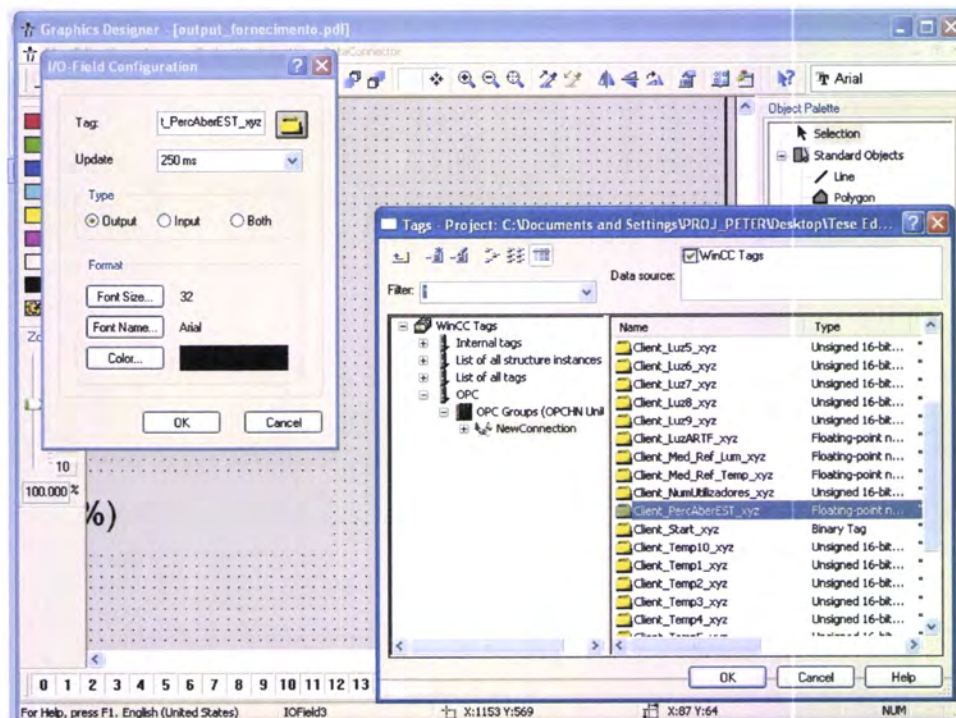 Graphics Designer - [output_fornecimento.pdl]
I/O-Field Configuration
Arial
Tag:
t_PercAberEST_xyz
Update
250 ms
Type
Output
Input
Both
Format
Font Size...
32
Font Name...
Arial
Color...
OK
Cancel
10
100.000 %
%)
Object Palette
Selection
Standard Objects
Line
Polygon
Tags - Project: C:\Documents and Settings\PROJ_PETER\Desktop\Tese Ed...
WinCC Tags
Data source:
Filter:
WinCC Tags
Internal tags
List of all structure instances
List of all tags
OPC
OPC Groups (OPCHN Unil
NewConnection
Name Type
Client_Luz5_xyz Unsigned 16-bit...
Client_Luz6_xyz Unsigned 16-bit...
Client_Luz7_xyz Unsigned 16-bit...
Client_Luz8_xyz Unsigned 16-bit...
Client_Luz9_xyz Unsigned 16-bit...
Client_LuzARTF_xyz Floating-point n...
Client_Med_Ref_Lum_xyz Floating-point n...
Client_Med_Ref_Temp_xyz Floating-point n...
Client_NumUtilizadores_xyz Unsigned 16-bit...
Client_PercAberEST_xyz Floating-point n...
Client_Start_xyz Binary Tag
Client_Temp10_xyz Unsigned 16-bit...
Client_Temp1_xyz Unsigned 16-bit...
Client_Temp2_xyz Unsigned 16-bit...
Client_Temp3_xyz Unsigned 16-bit...
Client_Temp4_xyz Unsigned 16-bit...
OK
Cancel
Help
0 1 2 3 4 5 6 7 8 9 10 11 12 13
For Help, press F1. English (United States) IOField3 X:1153 Y:569 X:87 Y:64 NUM